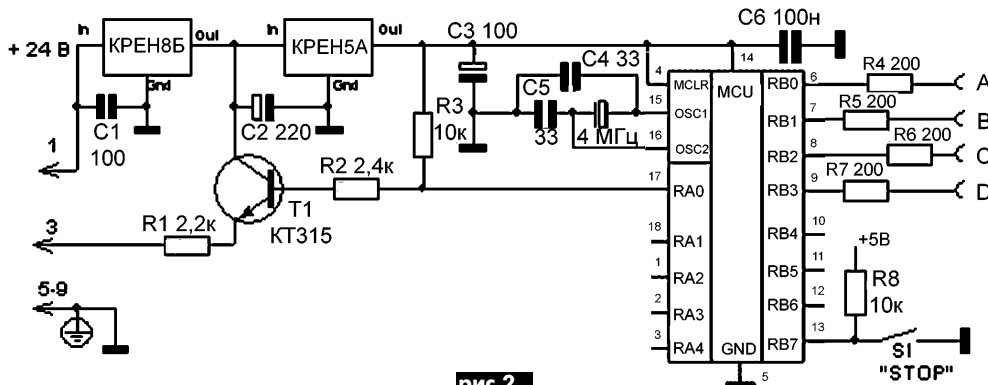 + 24 В
In
КРЕН8Б
Out
Gnd
C1
100
In
КРЕН5А
Out
Gnd
C2 220
C3 100
R3
10к
C4 33
C5
33
4 МГц
C6 100н
1
3
5-9
R1 2,2к
R2 2,4к
T1
КТ315
MCU
GND
4 MCLR
15 OSC1
16 OSC2
17 RA0
18 RA1
1 RA2
2 RA3
3 RA4
14
5
RB0 6
RB1 7
RB2 8
RB3 9
RB4 10
RB5 11
RB6 12
RB7 13
R4 200
A
R5 200
B
R6 200
C
R7 200
D
+5В
R8
10к
S1
"STOP"
рис 2